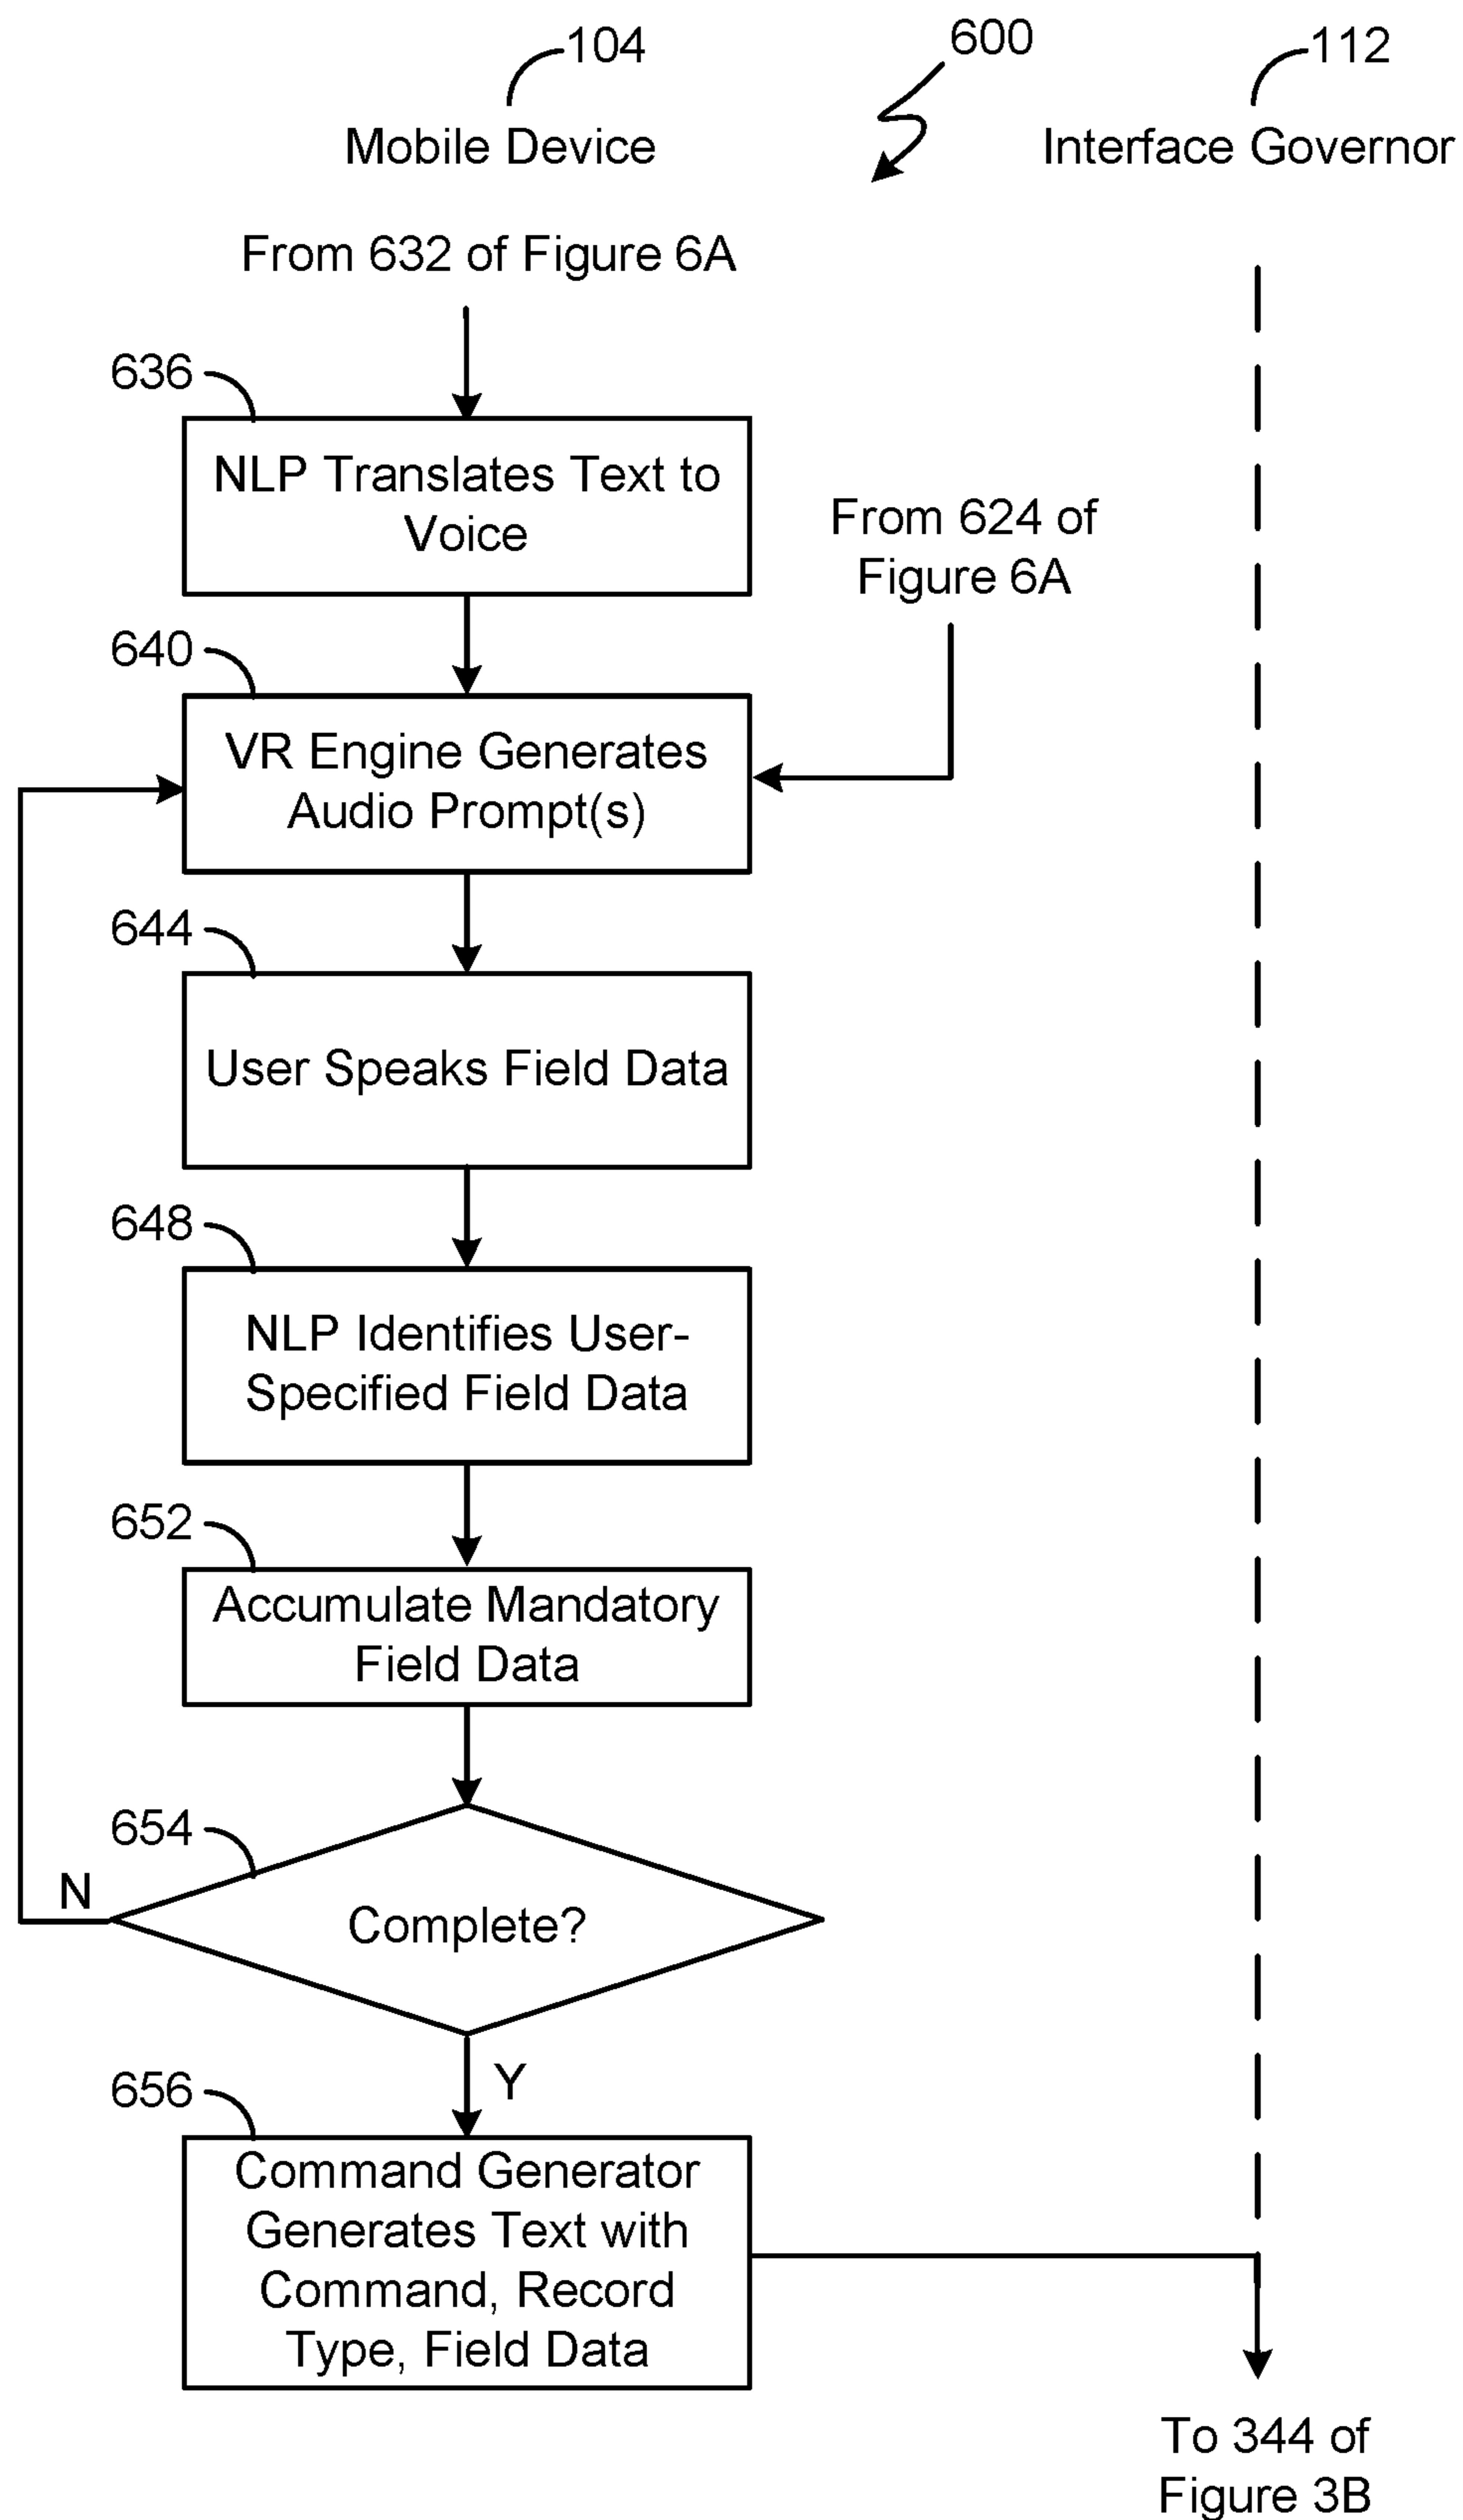 104
600
112
Mobile Device
Interface Governor
From 632 of Figure 6A
636
NLP Translates Text to
Voice
From 624 of
Figure 6A
640
VR Engine Generates
Audio Prompt(s)
644
User Speaks Field Data
648
NLP Identifies User-
Specified Field Data
652
Accumulate Mandatory
Field Data
654
N
Complete?
Y
656
Command Generator
Generates Text with
Command, Record
Type, Field Data
To 344 of
Figure 3B